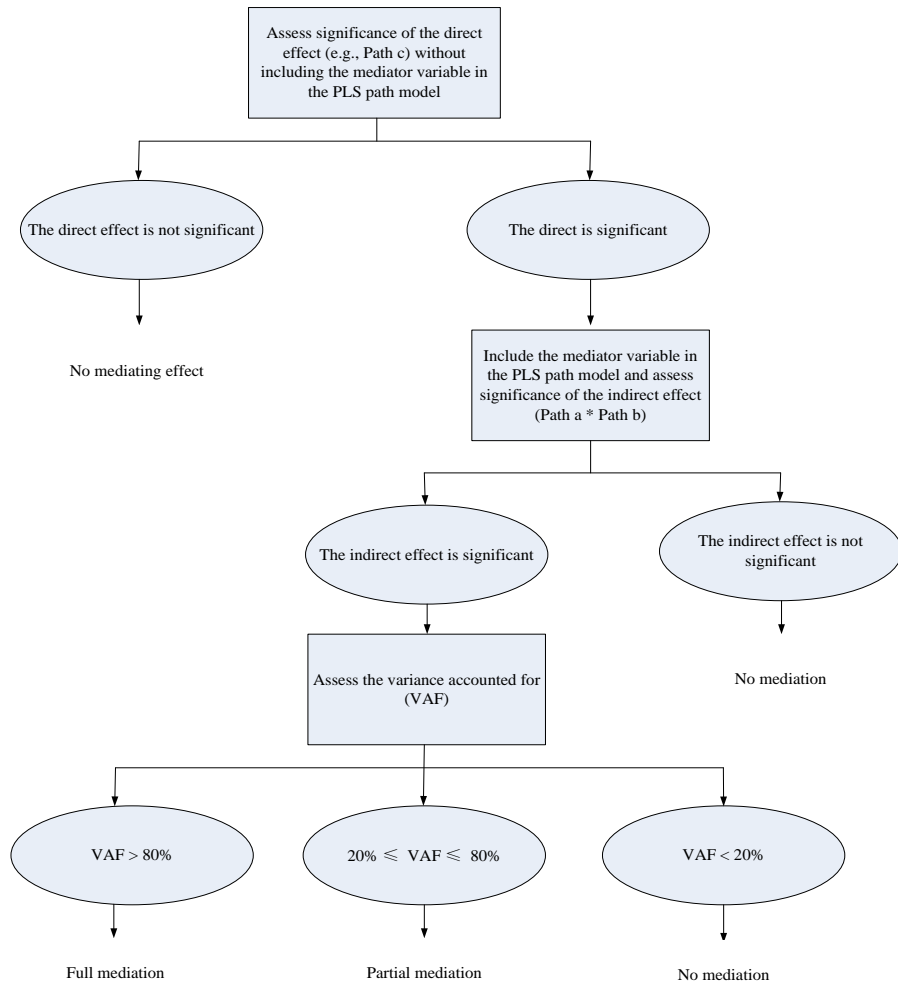 Assess significance of the direct
effect (e.g., Path c) without
including the mediator variable in
the PLS path model
The direct effect is not significant
The direct is significant
No mediating effect
Include the mediator variable in
the PLS path model and assess
significance of the indirect effect
(Path a * Path b)
The indirect effect is significant
The indirect effect is not
significant
Assess the variance accounted for
(VAF)
No mediation
VAF > 80%
20% ≤ VAF ≤ 80%
VAF < 20%
Full mediation
Partial mediation
No mediation